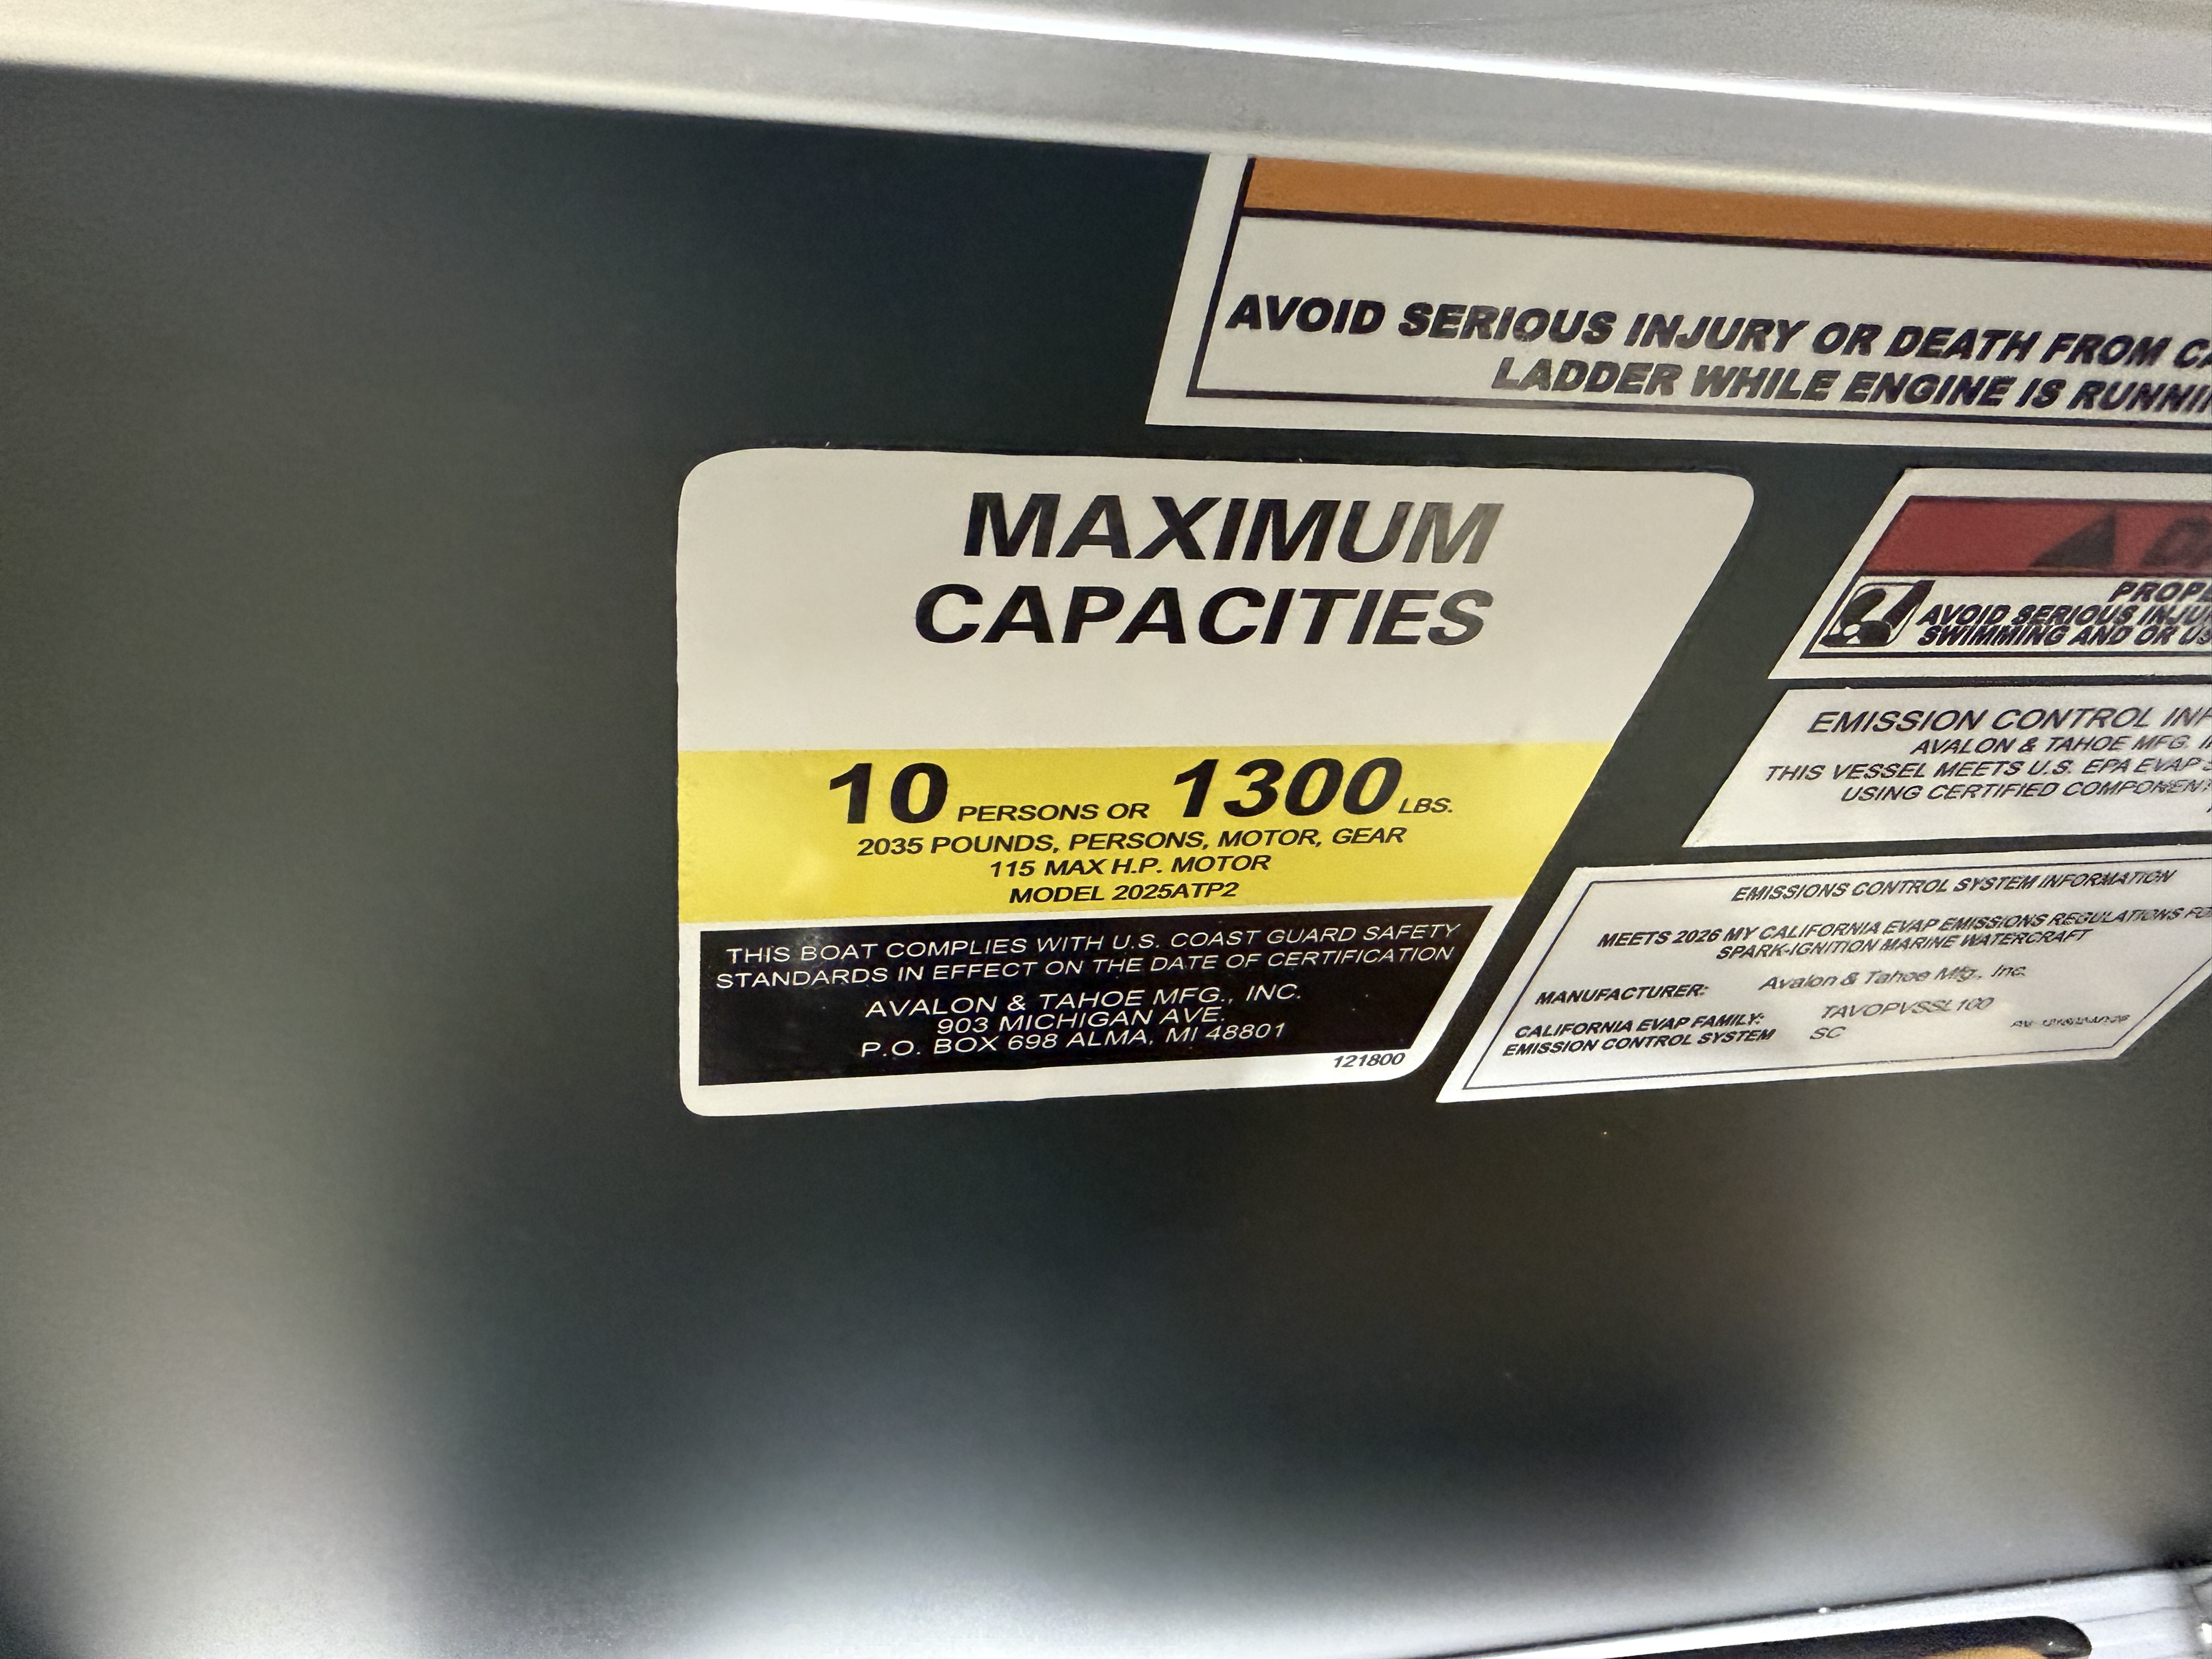 AVOID SERIOUS INJURY OR DEATH FROM
LADDER WHILE ENGINE IS
MAXIMUM
CAPACITIES
10 PERSONS OR 1300 LBS.
2035 POUNDS, PERSONS, MOTOR, GEAR
115 MAX H.P. MOTOR
MODEL 2025ATP2
THIS BOAT COMPLIES WITH U.S. COAST GUARD SAFETY
STANDARDS IN EFFECT ON THE DATE OF CERTIFICATION
AVALON & TAHOE MFG., INC.
903 MICHIGAN AVE.
P.O. BOX 698 ALMA, MI 48801
121800
AVOID SERIOUS
SWIMMING AND OR
EMISSION CONTROL
AVALON & TAHOE MFG.
THIS VESSEL MEETS U.S. EPA EVAP
USING CERTIFIED
EMISSIONS CONTROL SYSTEM INFORMATION
MEETS 2026 MY CALIFORNIA EVAP EMISSIONS REGULATIONS
SPARK-IGNITION MARINE WATERCRAFT
MANUFACTURER: Avalon & Tahoe Mfg., Inc.
CALIFORNIA EVAP FAMILY: TAVOPVSSL100
EMISSION CONTROL SYSTEM SC